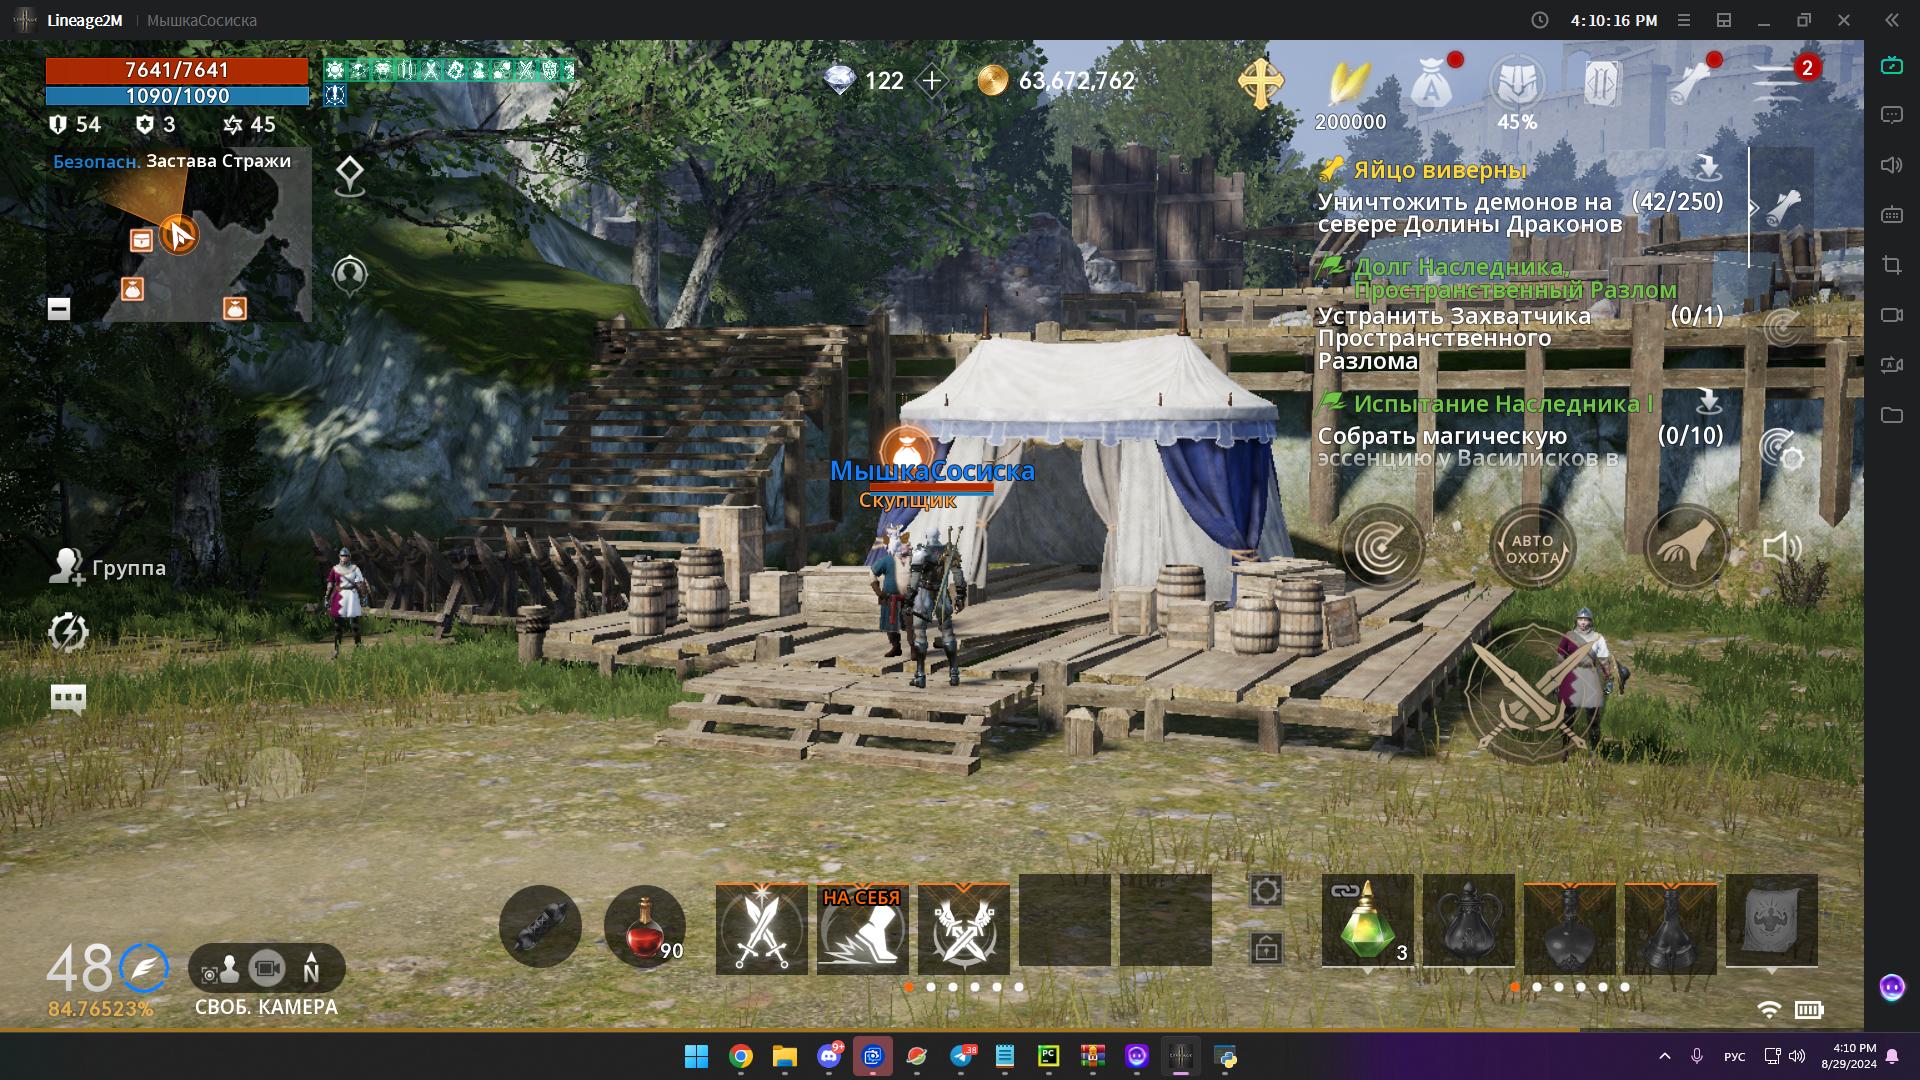 Lineage2M | МышкаСосиска
4:10:16 PM
7641/7641
1090/1090
54 3 45
122
63,672,762
200000
A
45%
2
Безопасн. Застава Стражи
Яйцо виверны
Уничтожить демонов на (42/250)
севере Долины Драконов
Долг Наследника,
Пространственный Разлом
Устранить Захватчика (0/1)
Пространственного
Разлома
Испытание Наследника I
Собрать магическую (0/10)
эссенцию у Василисков в
МышкаСосиска
Скупщик
АВТО
ОХОТА
Группа
90
НА СЕБЯ
3
48
84.76523%
N
СВОБ. КАМЕРА
9+
38
PC
РУС
4:10 PM
8/29/2024